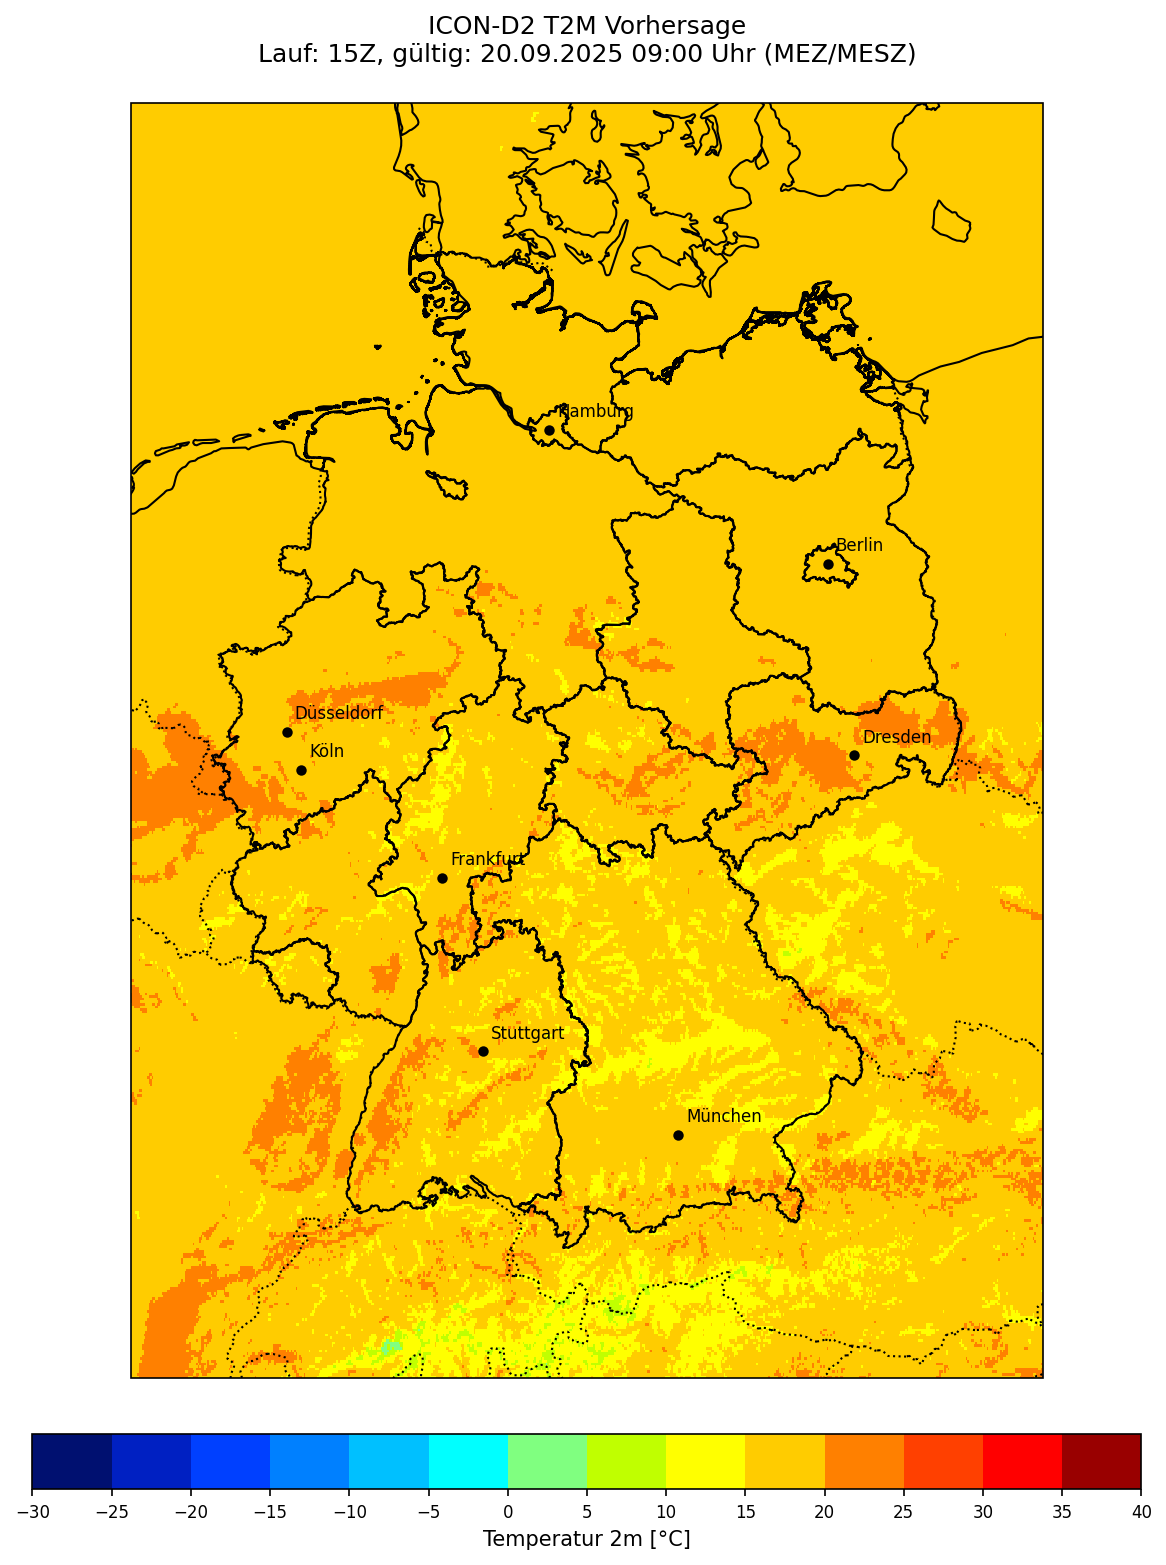 ICON-D2 T2M Vorhersage
Lauf: 15Z, gültig: 20.09.2025 09:00 Uhr (MEZ/MESZ)
Hamburg
Berlin
Düsseldorf
Dresden
Köln
Frankfurt
Stuttgart
München
−30 −25 −20 −15 −10 −5 0 5 10 15 20 25 30 35 40
Temperatur 2m [°C]